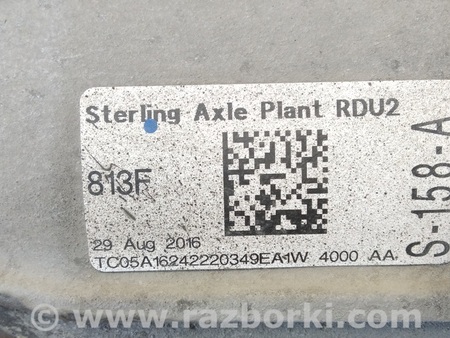 Sterling Axle Plant RDU2
813F
29 Aug 2016
TC05A16242220349EA1W 4000 AA
S-158-A
www.razborki.com